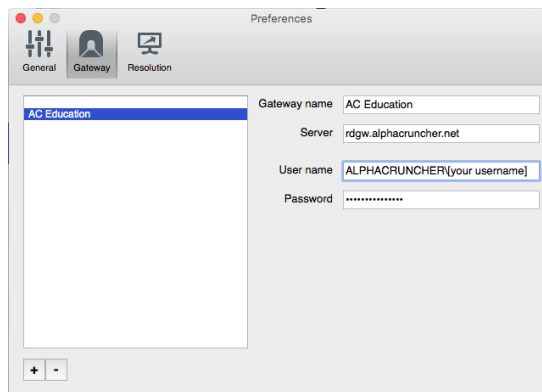 Preferences
General Gateway Resolution
AC Education
Gateway name AC Education
Server rdgw.alphacruncher.net
User name ALPHACRUNCHER\[your username]
Password ••••••••••••••
+ -